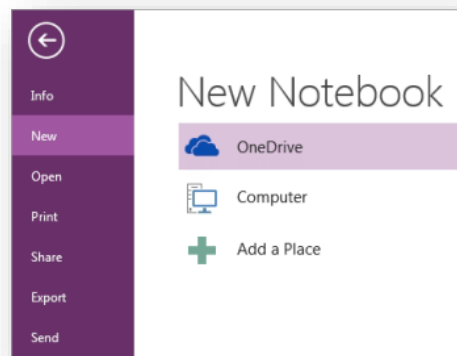 Info
New
Open
Print
Share
Export
Send
New Notebook
OneDrive
Computer
Add a Place